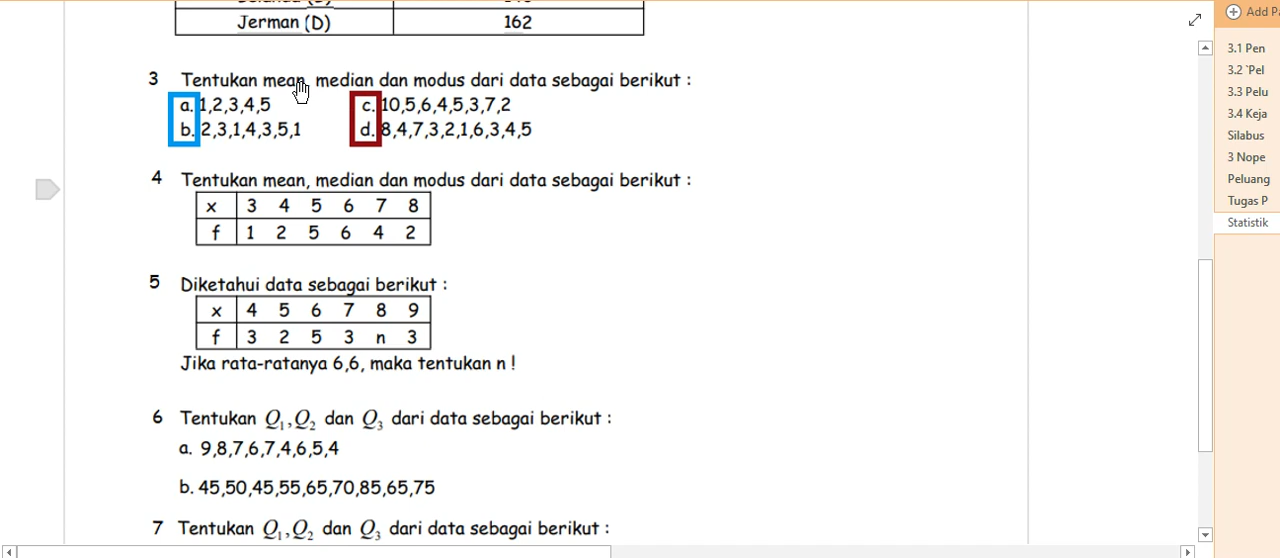 Jerman (D) 162
Add Pa
3.1 Pen
3.2 `Pel
3.3 Pelu
3.4 Keja
Silabus
3 Nope
Peluang
Tugas P
Statistik
3 Tentukan mean, median dan modus dari data sebagai berikut :
a. 1,2,3,4,5 c. 10,5,6,4,5,3,7,2
b. 2,3,1,4,3,5,1 d. 8,4,7,3,2,1,6,3,4,5
4 Tentukan mean, median dan modus dari data sebagai berikut :
x 3 4 5 6 7 8
f 1 2 5 6 4 2
5 Diketahui data sebagai berikut :
x 4 5 6 7 8 9
f 3 2 5 3 n 3
Jika rata-ratanya 6,6, maka tentukan n !
6 Tentukan Q₁,Q₂ dan Q₃ dari data sebagai berikut :
a. 9,8,7,6,7,4,6,5,4
b. 45,50,45,55,65,70,85,65,75
7 Tentukan Q₁,Q₂ dan Q₃ dari data sebagai berikut :